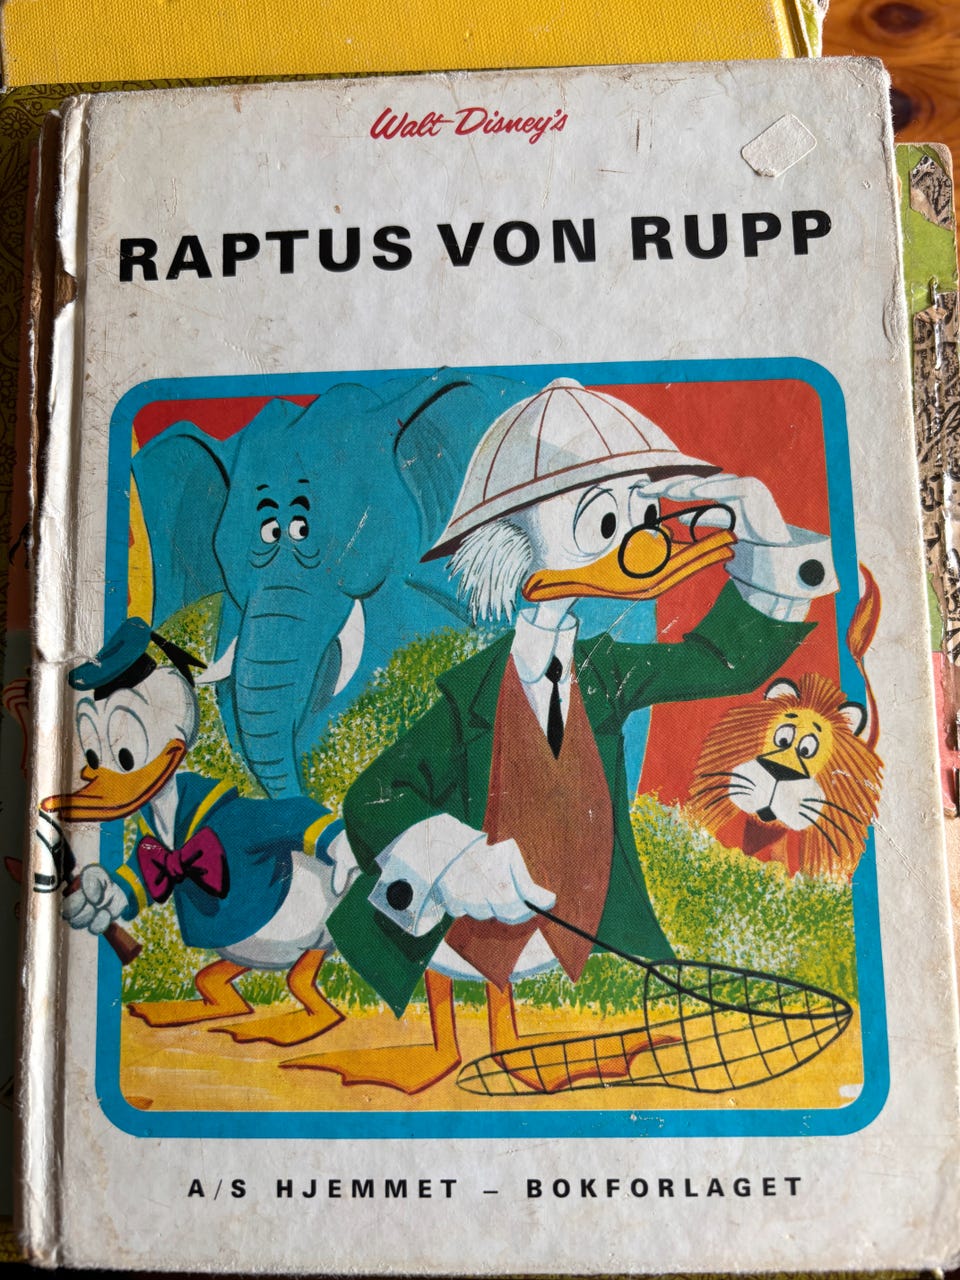 Walt Disney's
RAPTUS VON RUPP
A/S HJEMMET – BOKFORLAGET